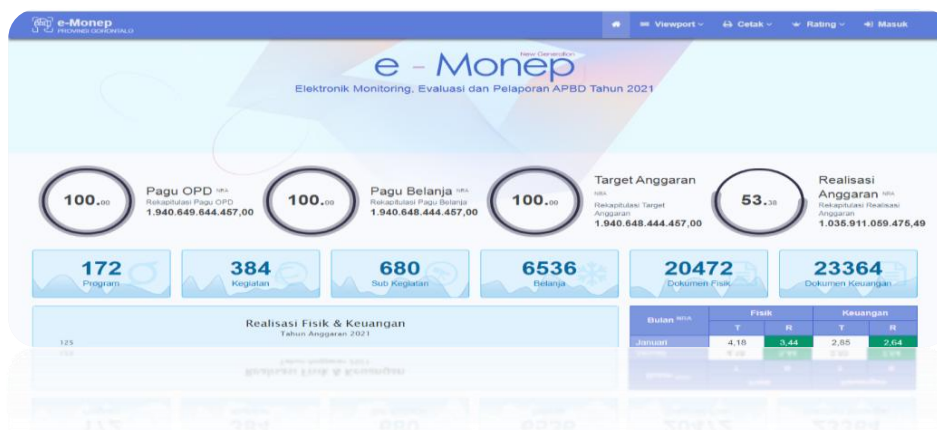 e-Monep
PROVINSI GORONTALO
Viewport
Cetak
Rating
Masuk
New Generation
e - Monep
Elektronik Monitoring, Evaluasi dan Pelaporan APBD Tahun 2021
100.00
Pagu OPD NRA
Rekapitulasi Pagu OPD
1.940.649.644.457,00
100.00
Pagu Belanja NRA
Rekapitulasi Pagu Belanja
1.940.648.444.457,00
100.00
Target Anggaran
NRA
Rekapitulasi Target
Anggaran
1.940.648.444.457,00
53.38
Realisasi
Anggaran NRA
Rekapitulasi Realisasi
Anggaran
1.035.911.059.475,49
172
Program
384
Kegiatan
680
Sub Kegiatan
6536
Belanja
20472
Dokumen Fisik
23364
Dokumen Keuangan
Realisasi Fisik & Keuangan
Tahun Anggaran 2021
125
Bulan NRA
Fisik
Keuangan
T
R
T
R
Januari
4,18
3,44
2,85
2,64